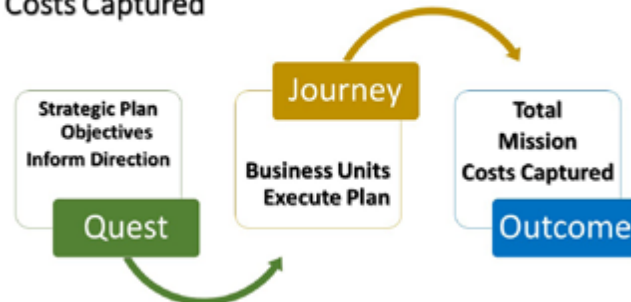 Costs Captured
Strategic Plan
Objectives
Inform Direction
Quest
Journey
Business Units
Execute Plan
Total
Mission
Costs Captured
Outcome